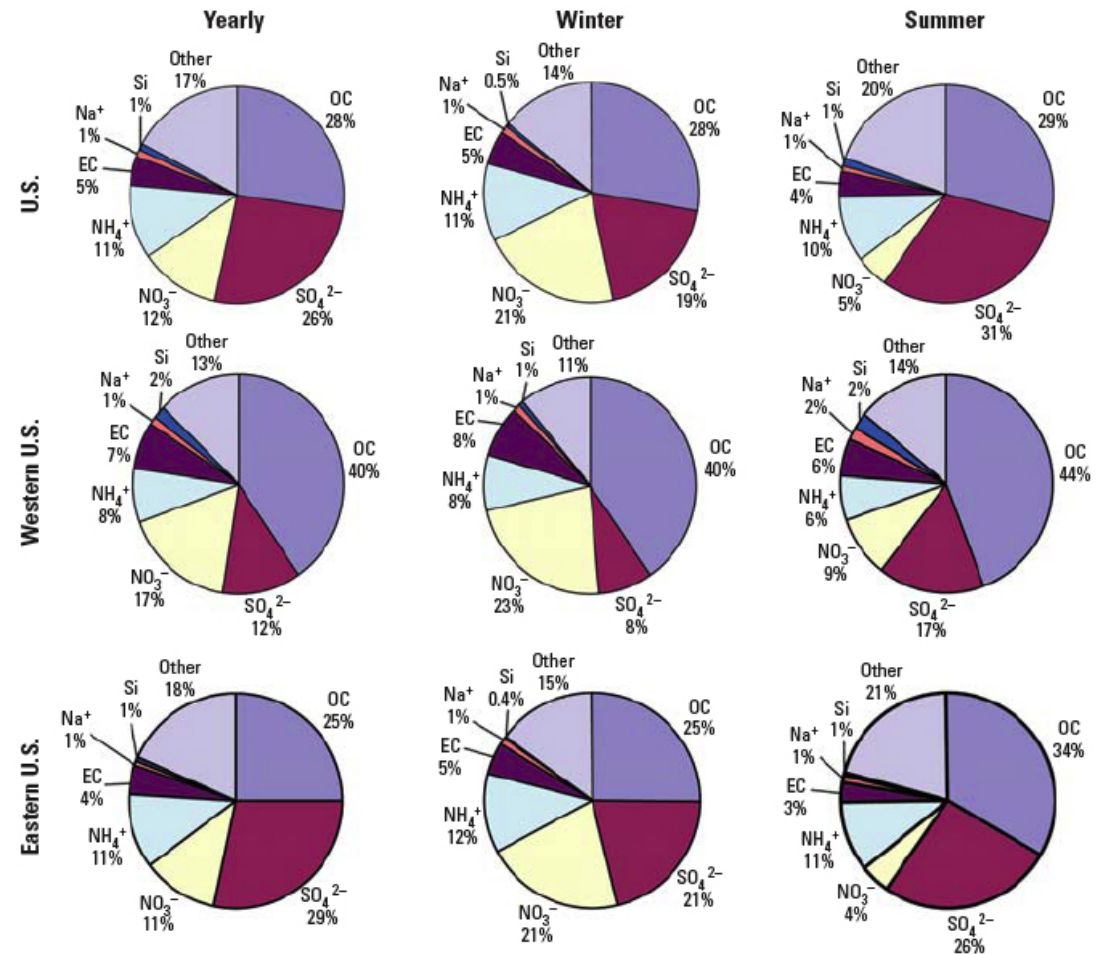 Yearly
Winter
Summer
U.S.
OC
28%
SO₄²⁻
26%
NO₃⁻
12%
NH₄⁺
11%
EC
5%
Na⁺
1%
Si
1%
Other
17%
OC
28%
SO₄²⁻
19%
NO₃⁻
21%
NH₄⁺
11%
EC
5%
Na⁺
1%
Si
0.5%
Other
14%
OC
29%
SO₄²⁻
31%
NO₃⁻
5%
NH₄⁺
10%
EC
4%
Na⁺
1%
Si
1%
Other
20%
Western U.S.
OC
40%
SO₄²⁻
12%
NO₃⁻
17%
NH₄⁺
8%
EC
7%
Na⁺
1%
Si
2%
Other
13%
OC
40%
SO₄²⁻
8%
NO₃⁻
23%
NH₄⁺
8%
EC
8%
Na⁺
1%
Si
1%
Other
11%
OC
44%
SO₄²⁻
17%
NO₃⁻
9%
NH₄⁺
6%
EC
6%
Na⁺
2%
Si
2%
Other
14%
Eastern U.S.
OC
25%
SO₄²⁻
29%
NO₃⁻
11%
NH₄⁺
11%
EC
4%
Na⁺
1%
Si
1%
Other
18%
OC
25%
SO₄²⁻
21%
NO₃⁻
21%
NH₄⁺
12%
EC
5%
Na⁺
1%
Si
0.4%
Other
15%
OC
34%
SO₄²⁻
26%
NO₃⁻
4%
NH₄⁺
11%
EC
3%
Na⁺
1%
Si
1%
Other
21%